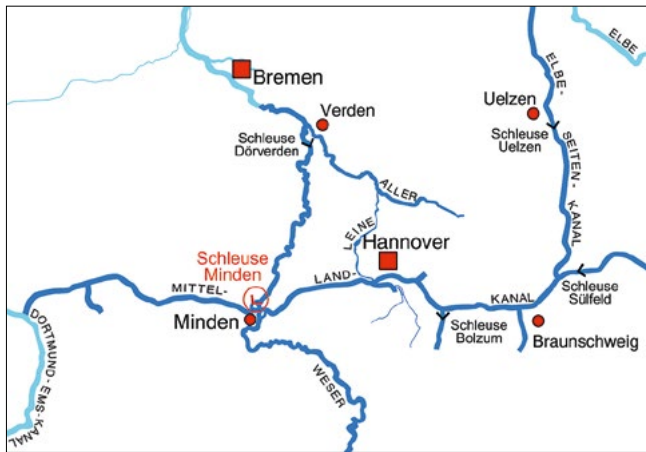 ELBE
Bremen
ELBE-
Uelzen
Verden
Schleuse
Uelzen
Schleuse
Dörverden
SEITEN-
ALLER
KANAL
LEINE
Hannover
Schleuse
Minden
MITTEL-
LAND-
KANAL
Schleuse
Sülfeld
Minden
Schleuse
Bolzum
Braunschweig
DORTMUND-EMS-KANAL
WESER